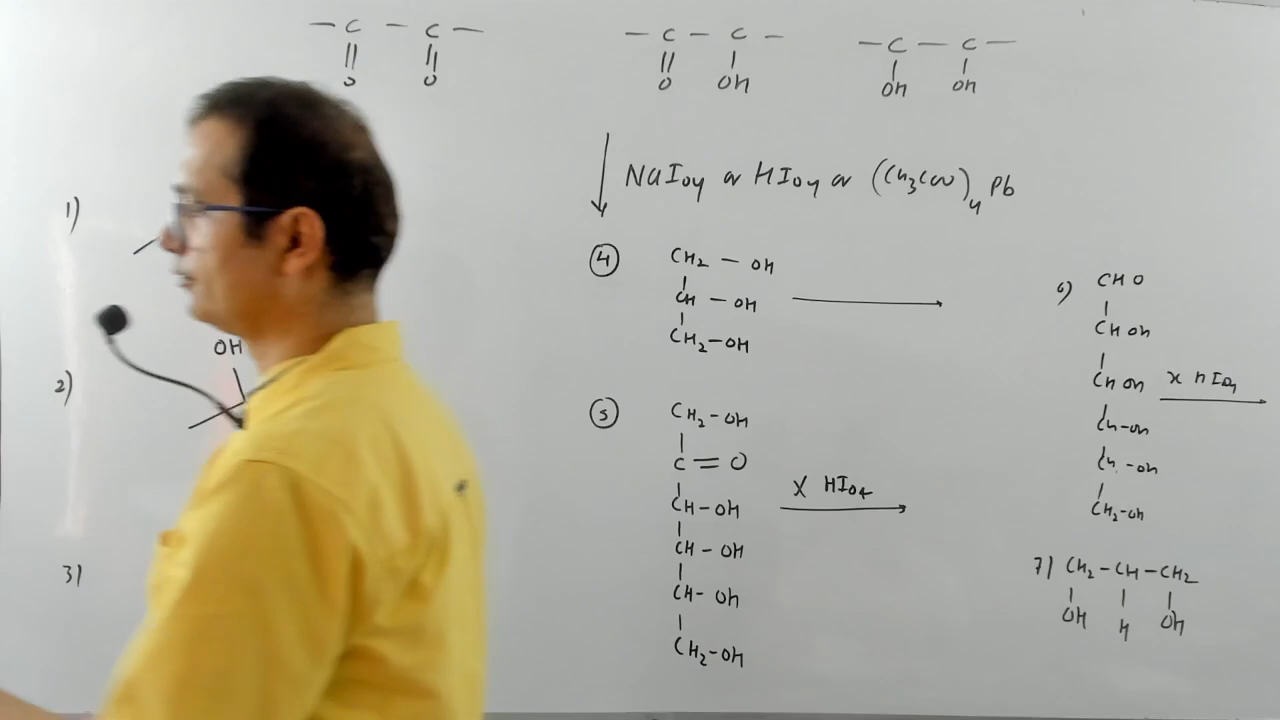 — C — C —   — C — C —   — C — C —
|| ||   || |   | |
O O   O OH   OH OH
↓ NaIO4 or HIO4 or (CH3COO)4 Pb
1)
2)
OH
3)
④ CH2 — OH
|
CH — OH →
|
CH2 — OH
⑤ CH2 - OH
|
C = O
|
CH - OH X HIO4 →
|
CH - OH
|
CH - OH
|
CH2 - OH
6) CHO
|
CHOH
|
CHOH x HIO4 →
|
CH-OH
|
CH-OH
|
CH2-OH
7) CH2 - CH - CH2
| | |
OH H OH